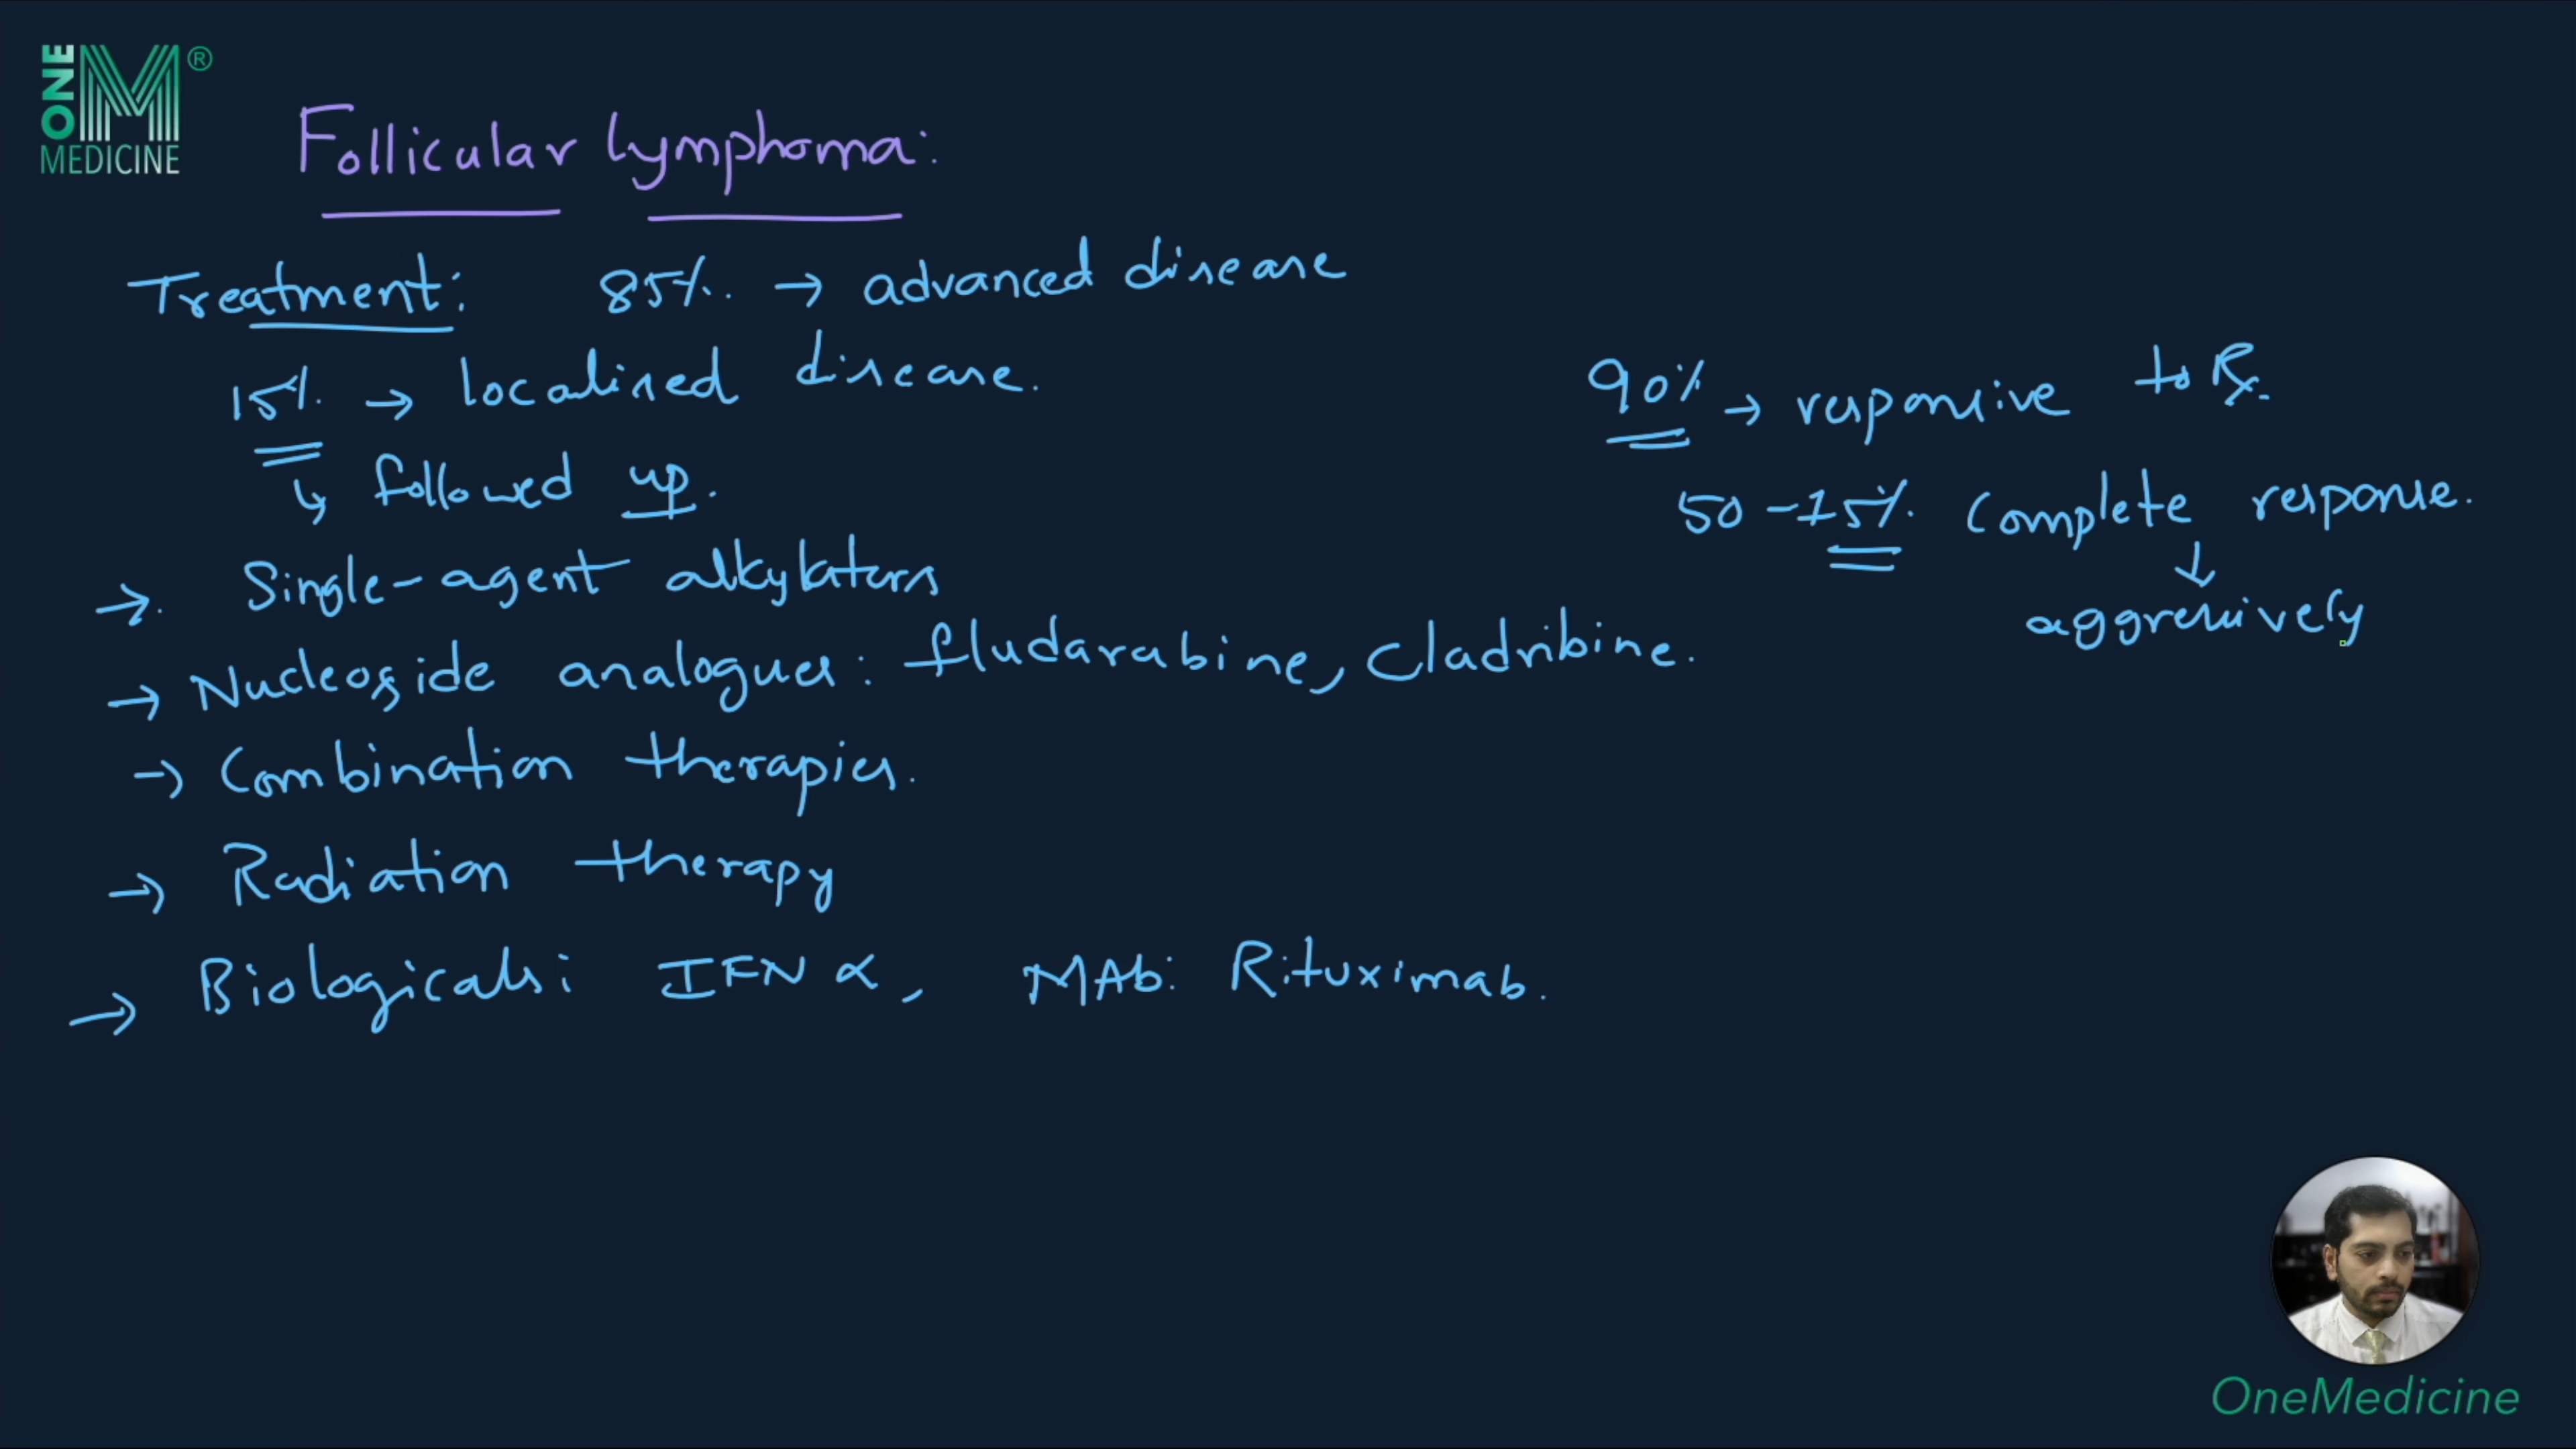 ONE M ®
MEDICINE
Follicular lymphoma:
Treatment: 85% → advanced disease
15% → localised disease.
↳ followed up.
→ Single-agent alkylators
→ Nucleoside analogues: fludarabine, Cladribine.
→ Combination therapies.
→ Radiation therapy
→ Biologicals: IFN α, MAb: Rituximab.
90% → responsive to Rx.
50-75% Complete response.
↓
aggressively
OneMedicine